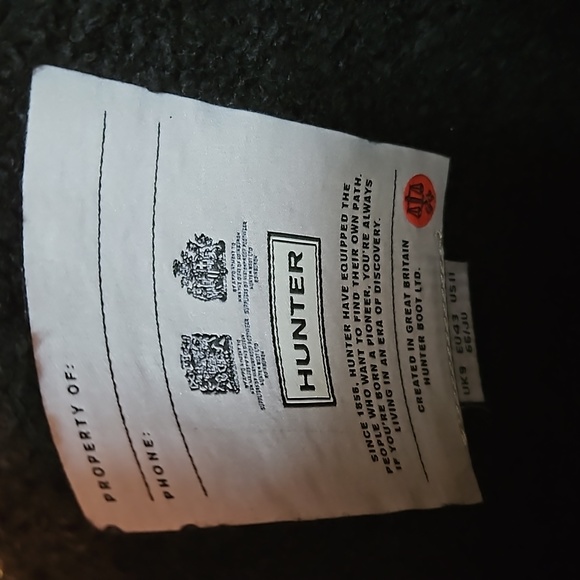 PROPERTY OF:
PHONE:
HUNTER
SINCE 1856, HUNTER HAVE EQUIPPED THE
PEOPLE WHO WANT TO FIND THEIR OWN PATH.
IF YOU'RE BORN A PIONEER, YOU'RE ALWAYS
LIVING IN AN ERA OF DISCOVERY.
CREATED IN GREAT BRITAIN
HUNTER BOOT LTD.
UK9 EU43 US11